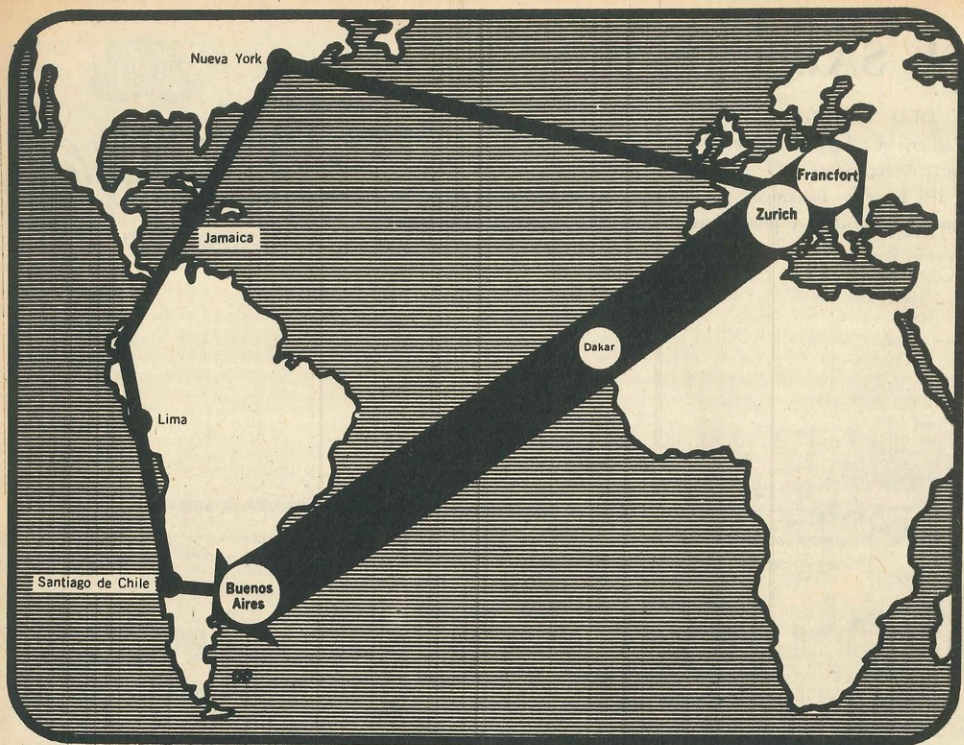 Nueva York
Francfort
Zurich
Jamaica
Dakar
Lima
Santiago de Chile
Buenos
Aires